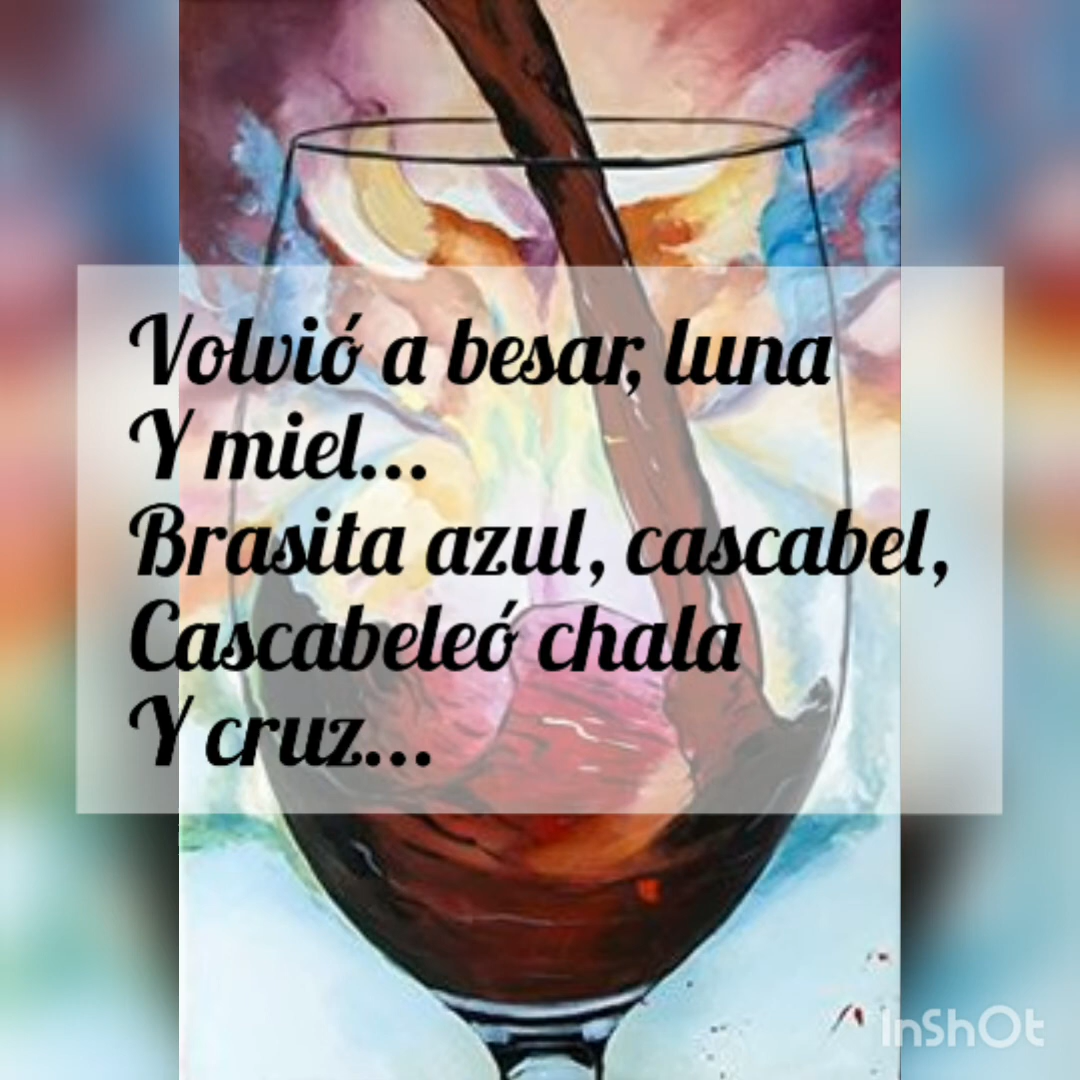 Volvió a besar, luna
Y miel...
Brasita azul, cascabel,
Cascabeleó chala
Y cruz...
InShOt